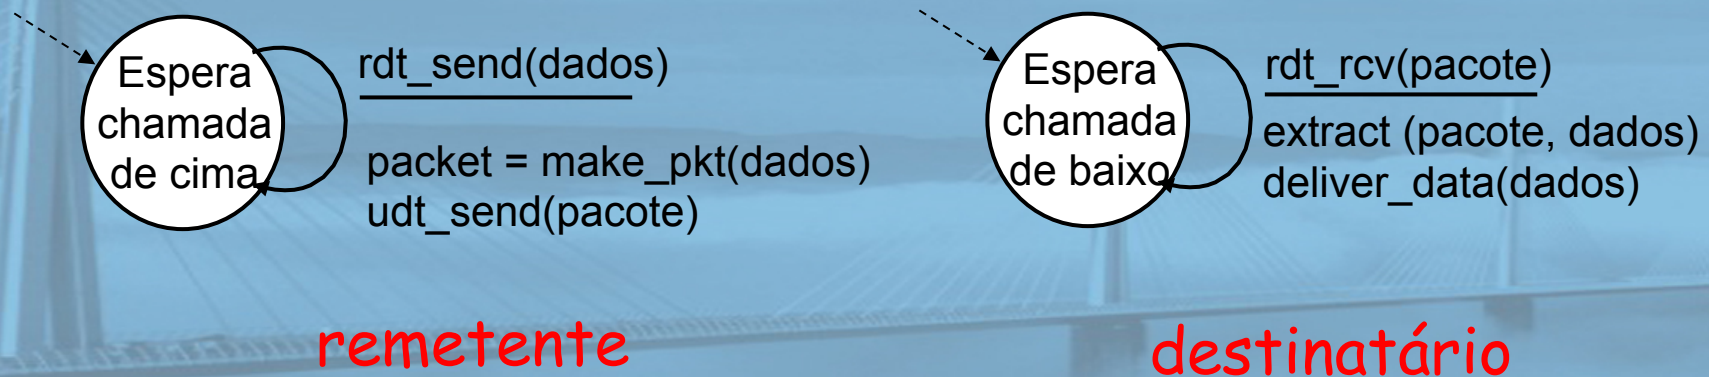 Espera
chamada
de cima
rdt_send(dados)
packet = make_pkt(dados)
udt_send(pacote)
remetente
Espera
chamada
de baixo
rdt_rcv(pacote)
extract (pacote, dados)
deliver_data(dados)
destinatário